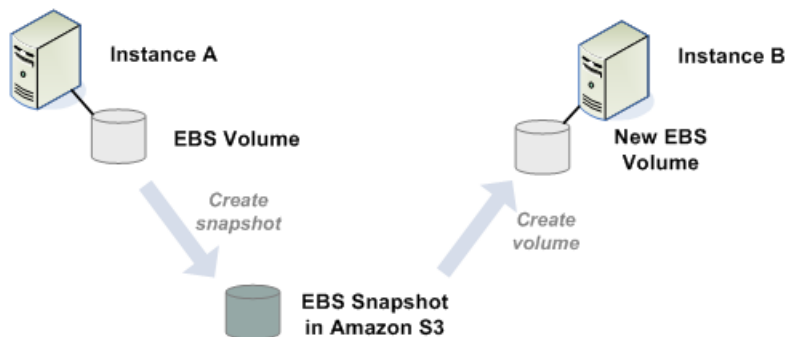 Instance A
EBS Volume
Create
snapshot
EBS Snapshot
in Amazon S3
Create
volume
New EBS
Volume
Instance B